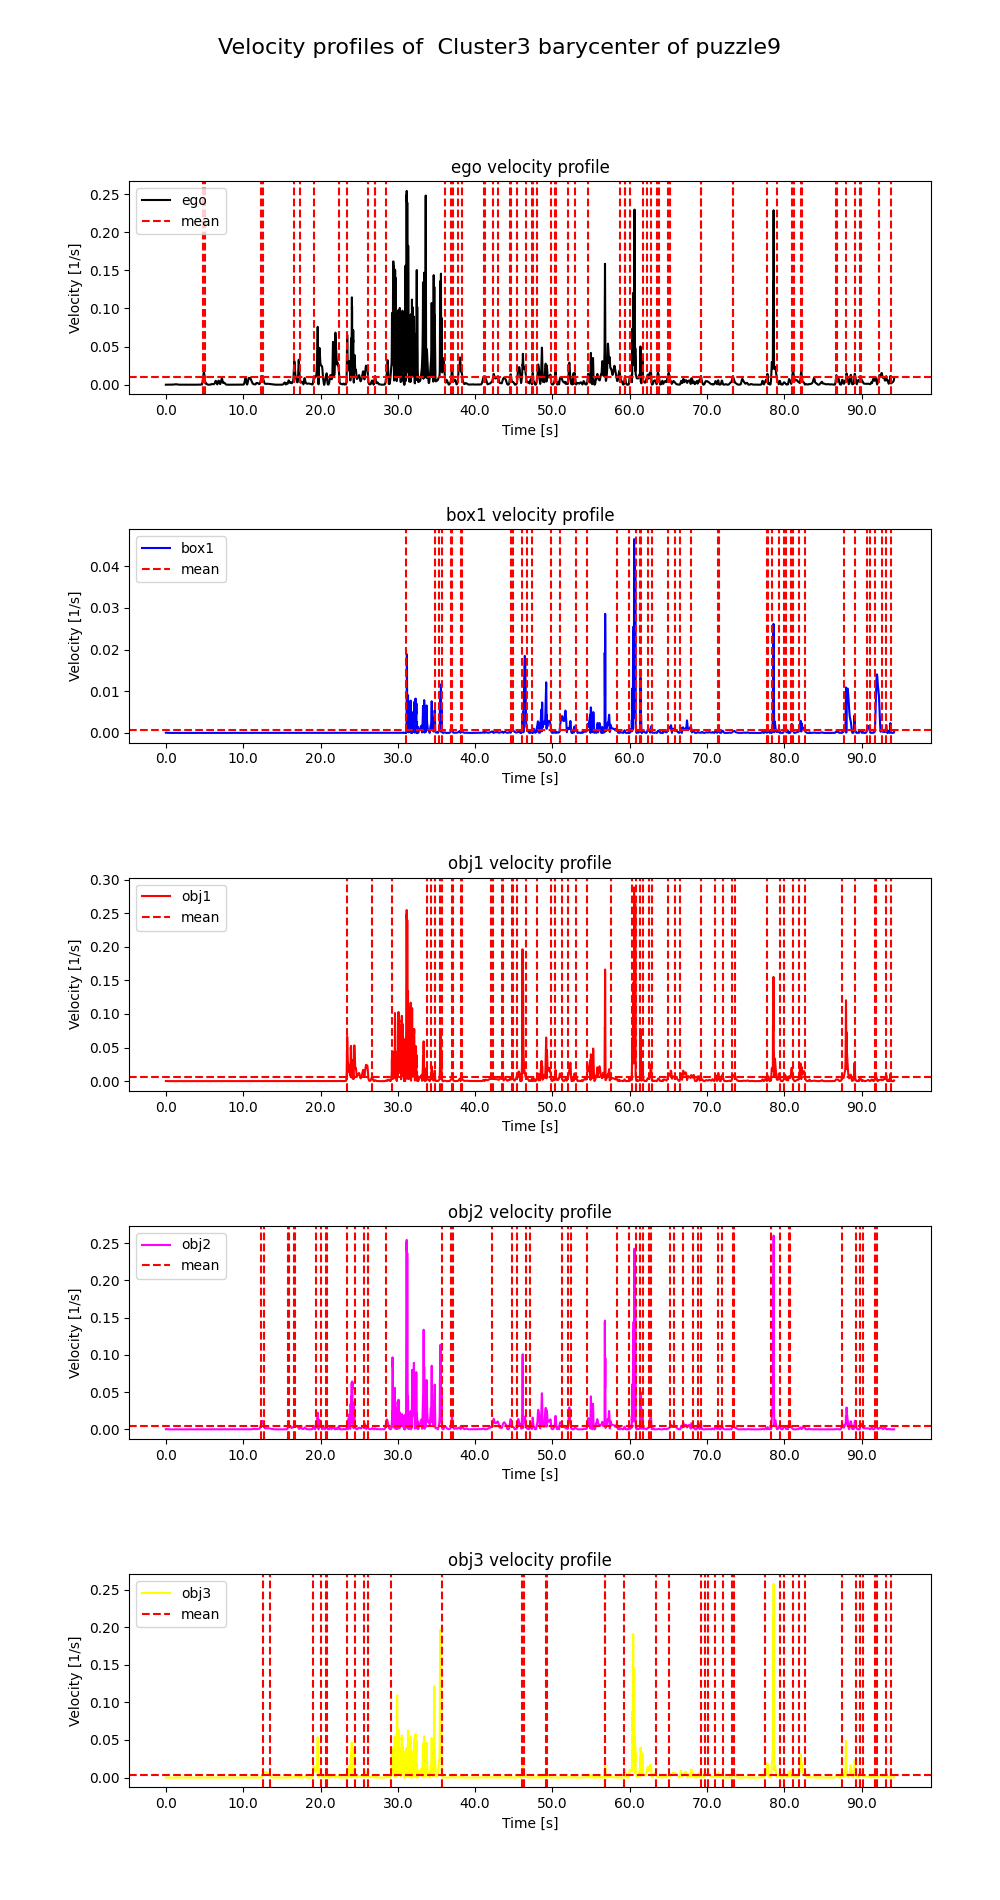 Velocity profiles of  Cluster3 barycenter of puzzle9
ego velocity profile
ego
mean
Velocity [1/s]
0.25
0.20
0.15
0.10
0.05
0.00
0.0 10.0 20.0 30.0 40.0 50.0 60.0 70.0 80.0 90.0
Time [s]
box1 velocity profile
box1
mean
Velocity [1/s]
0.04
0.03
0.02
0.01
0.00
0.0 10.0 20.0 30.0 40.0 50.0 60.0 70.0 80.0 90.0
Time [s]
obj1 velocity profile
obj1
mean
Velocity [1/s]
0.30
0.25
0.20
0.15
0.10
0.05
0.00
0.0 10.0 20.0 30.0 40.0 50.0 60.0 70.0 80.0 90.0
Time [s]
obj2 velocity profile
obj2
mean
Velocity [1/s]
0.25
0.20
0.15
0.10
0.05
0.00
0.0 10.0 20.0 30.0 40.0 50.0 60.0 70.0 80.0 90.0
Time [s]
obj3 velocity profile
obj3
mean
Velocity [1/s]
0.25
0.20
0.15
0.10
0.05
0.00
0.0 10.0 20.0 30.0 40.0 50.0 60.0 70.0 80.0 90.0
Time [s]